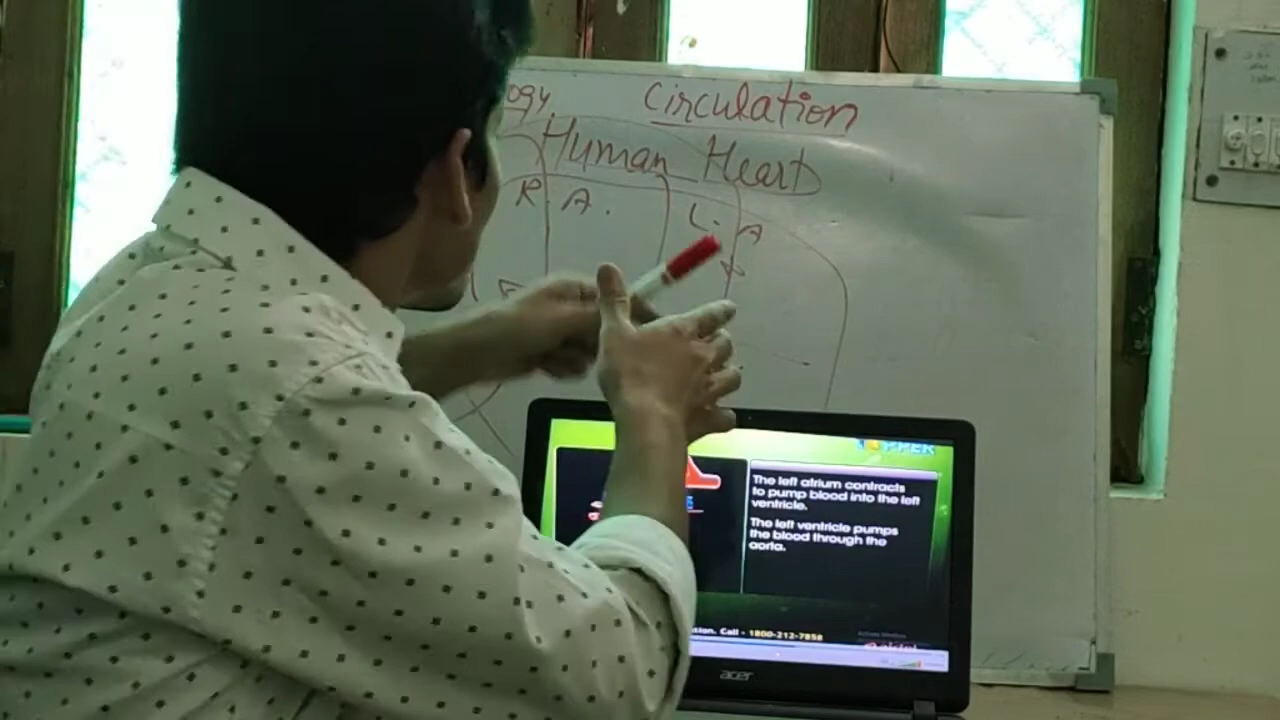 Circulation
Human Heart
R. A.
L. A
The left atrium contracts
to pump blood into the left
ventricle.
The left ventricle pumps
the blood through the
aorta.
Call - 1800-212-7858
acer